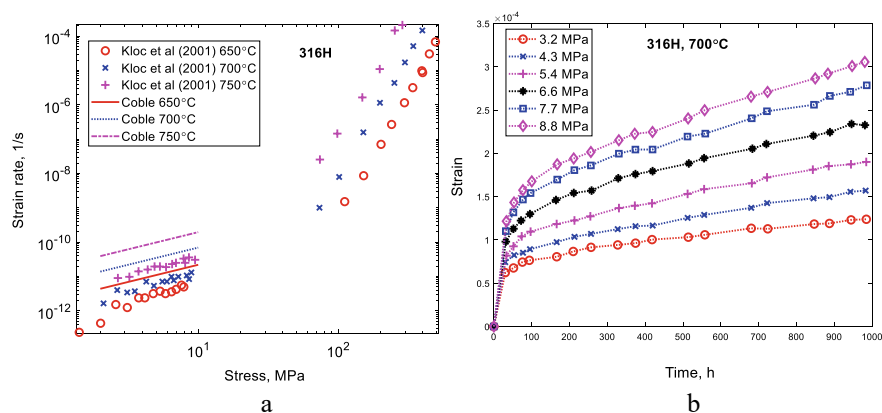 316H
Kloc et al (2001) 650°C
Kloc et al (2001) 700°C
Kloc et al (2001) 750°C
Coble 650°C
Coble 700°C
Coble 750°C
Strain rate, 1/s
10^-4
10^-6
10^-8
10^-10
10^-12
10^1
10^2
Stress, MPa
a
×10^-4
316H, 700°C
3.2 MPa
4.3 MPa
5.4 MPa
6.6 MPa
7.7 MPa
8.8 MPa
Strain
3.5
3
2.5
2
1.5
1
0.5
0
0 100 200 300 400 500 600 700 800 900 1000
Time, h
b